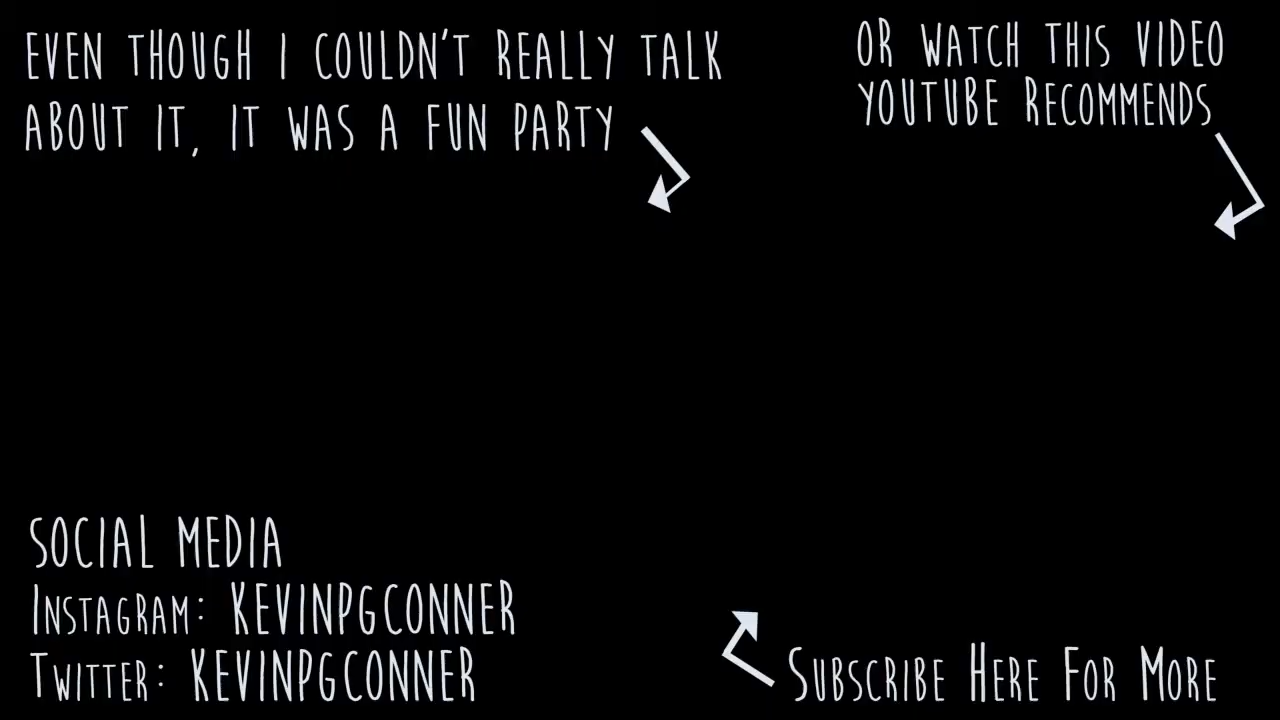 EVEN THOUGH I COULDN'T REALLY TALK
ABOUT IT, IT WAS A FUN PARTY
OR WATCH THIS VIDEO
YOUTUBE RECOMMENDS
SOCIAL MEDIA
INSTAGRAM: KEVINPGCONNER
TWITTER: KEVINPGCONNER
SUBSCRIBE HERE FOR MORE